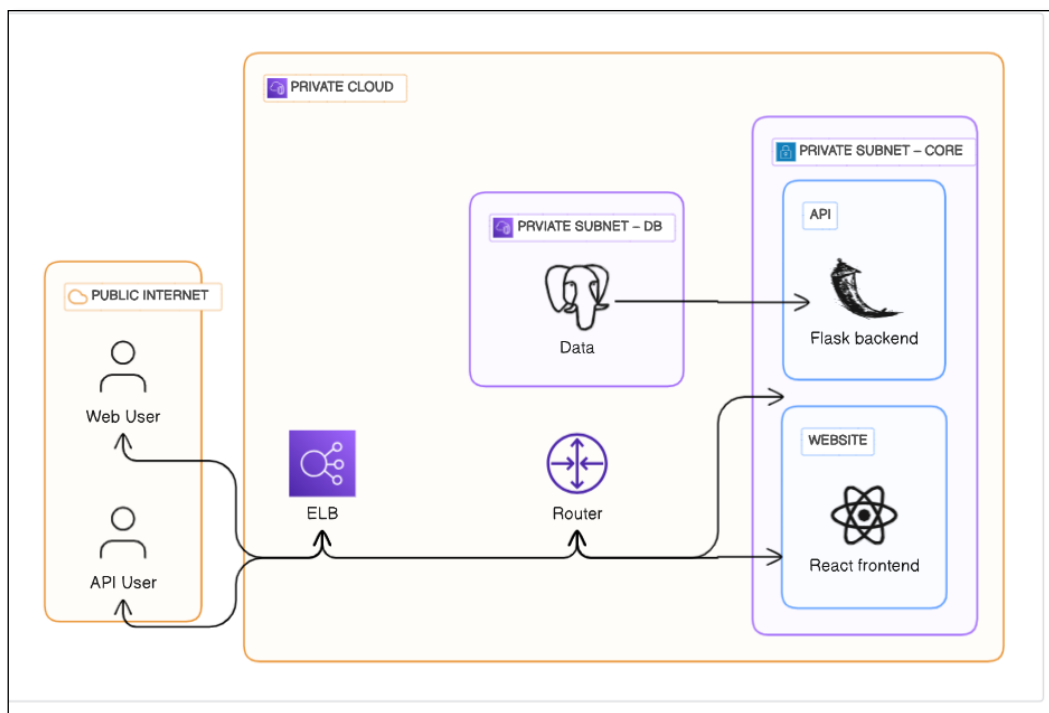 PRIVATE CLOUD
PRIVATE SUBNET – CORE
API
Flask backend
PRVIATE SUBNET – DB
Data
PUBLIC INTERNET
Web User
API User
ELB
Router
WEBSITE
React frontend